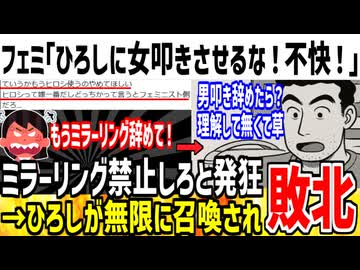 フェミ「ひろしに女叩きさせるな！不快！」
ていうかもうヒロシ使うのやめてほしい
ヒロシって嫁一番だしどっちかって言うとフェミニスト側
だろ…
男叩き辞めたら？
理解して無くて草
もうミラーリング辞めて！
ミラーリング禁止しろと発狂
→ひろしが無限に召喚され
敗北